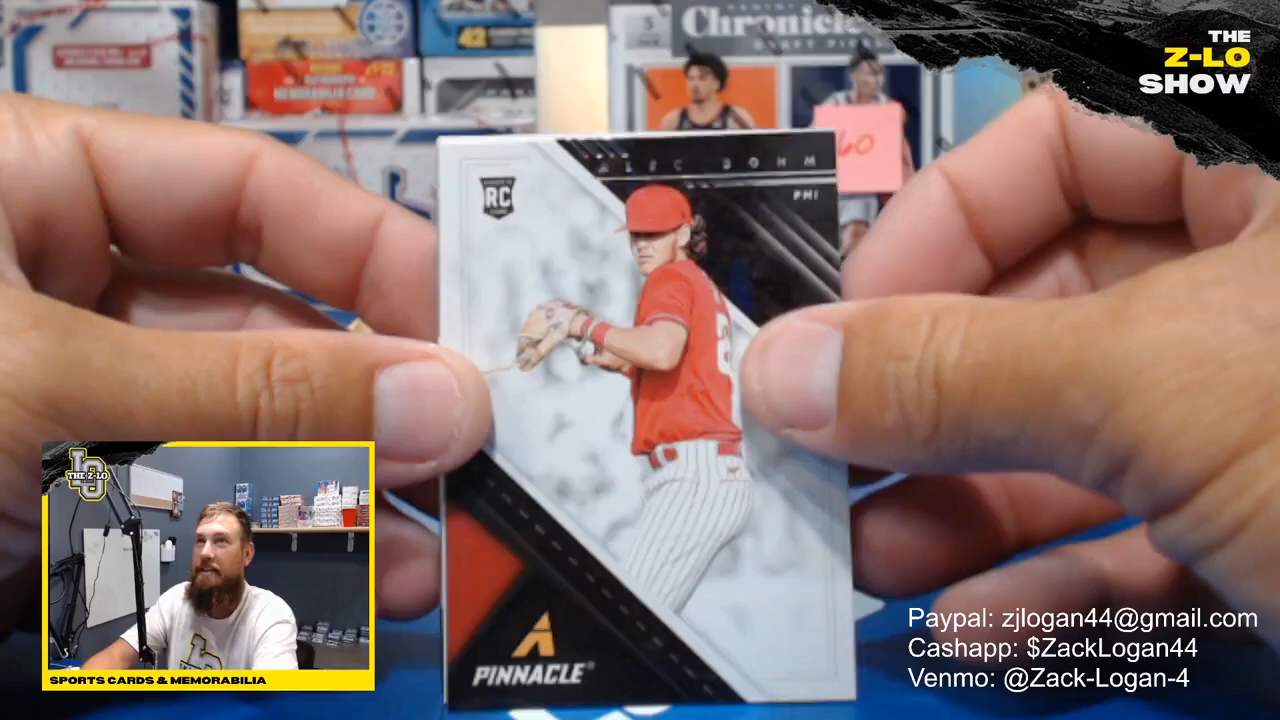 Chronicles
THE
Z-LO
SHOW
60
ALEC BOHM
PHI
RC
PINNACLE
THE Z-LO
SPORTS CARDS & MEMORABILIA
Paypal: zjlogan44@gmail.com
Cashapp: $ZackLogan44
Venmo: @Zack-Logan-4